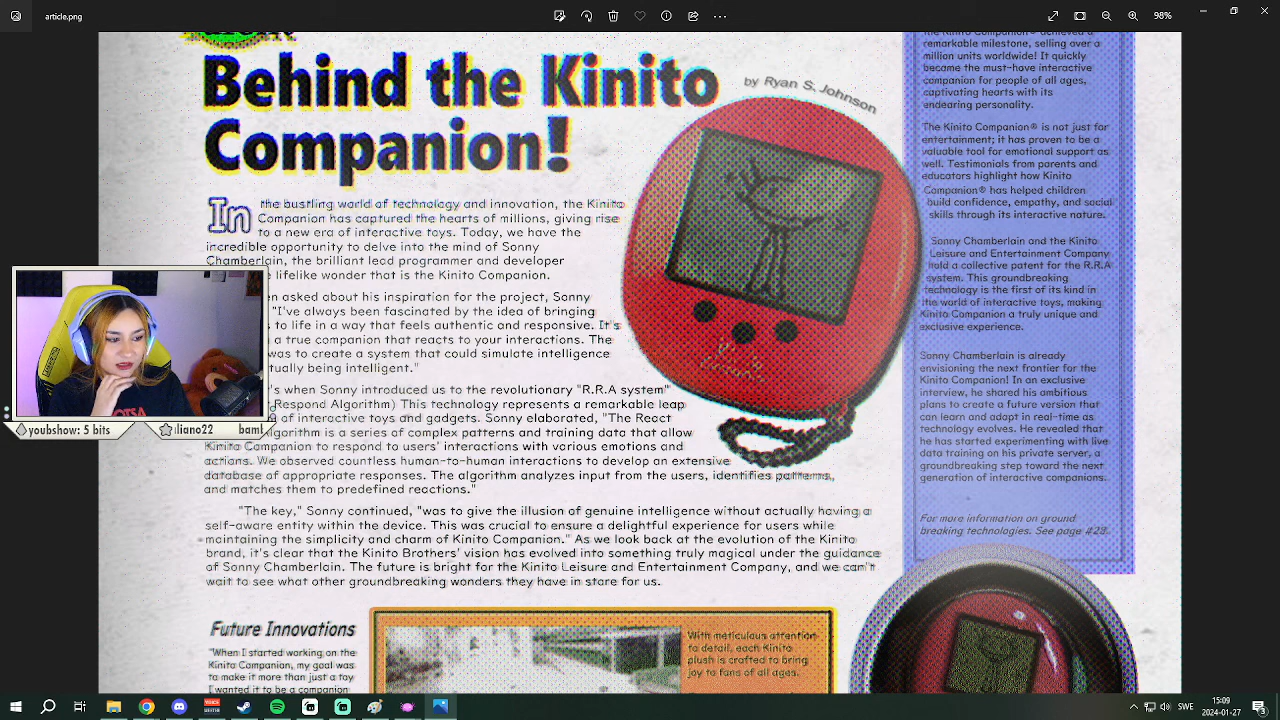 article.png
98%
Behind the Kinito
Companion!
by Ryan S. Johnson
In the bustling world of technology and innovation, the Kinito
Companion has captured the hearts of millions, giving rise
to a new era of interactive toys. Today, we have the
incredible opportunity to delve into the mind of Sonny
Chamberlain, the brilliant lead programmer and developer
e lifelike wonder that is the Kinito Companion.
n asked about his inspiration for the project, Sonny
"I've always been fascinated by the idea of bringing
to life in a way that feels authentic and responsive. It's
a true companion that reacts to your interactions. The
was to create a system that could simulate intelligence
tually being intelligent."
's when Sonny introduced us to the revolutionary "R.R.A system"
Respond Algorithm) This technology represents a remarkable leap
of interactive toys and gadgets. Sonny elaborated, "The React
gorithm is a series of complex patterns and training data that allow
Kinito Companion to respond to users' interactions with various emotions and
actions. We observed countless human-to-human interactions to develop an extensive
database of appropriate responses. The algorithm analyzes input from the users, identifies patterns,
and matches them to predefined reactions."
"The key," Sonny continued, "was to give the illusion of genuine intelligence without actually having a
self-aware entity within the device. This was crucial to ensure a delightful experience for users while
maintaining the simplicity and charm of Kinito Companion." As we look back at the evolution of the Kinito
brand, it's clear that the Kinito Brothers' vision has evolved into something truly magical under the guidance
of Sonny Chamberlain. The future is bright for the Kinito Leisure and Entertainment Company, and we can't
wait to see what other groundbreaking wonders they have in store for us.
Future Innovations
"When I started working on the
Kinito Companion, my goal was
to make it more than just a toy
I wanted it to be a companion
With meticulous attention
to detail, each Kinito
plush is crafted to bring
joy to fans of all ages.
the Kinito Companion® achieved a
remarkable milestone, selling over a
million units worldwide! It quickly
became the must-have interactive
companion for people of all ages,
captivating hearts with its
endearing personality.
The Kinito Companion® is not just for
entertainment; it has proven to be a
valuable tool for emotional support as
well. Testimonials from parents and
educators highlight how Kinito
Companion® has helped children
build confidence, empathy, and social
skills through its interactive nature.
Sonny Chamberlain and the Kinito
Leisure and Entertainment Company
hold a collective patent for the R.R.A
system. This groundbreaking
technology is the first of its kind in
the world of interactive toys, making
Kinito Companion a truly unique and
exclusive experience.
Sonny Chamberlain is already
envisioning the next frontier for the
Kinito Companion! In an exclusive
interview, he shared his ambitious
plans to create a future version that
can learn and adapt in real-time as
technology evolves. He revealed that
he has started experimenting with live
data training on his private server, a
groundbreaking step toward the next
generation of interactive companions.
For more information on ground
breaking technologies. See page #23.
youbshow: 5 bits
liano22
bambi
SWE
15:09
2024-01-27